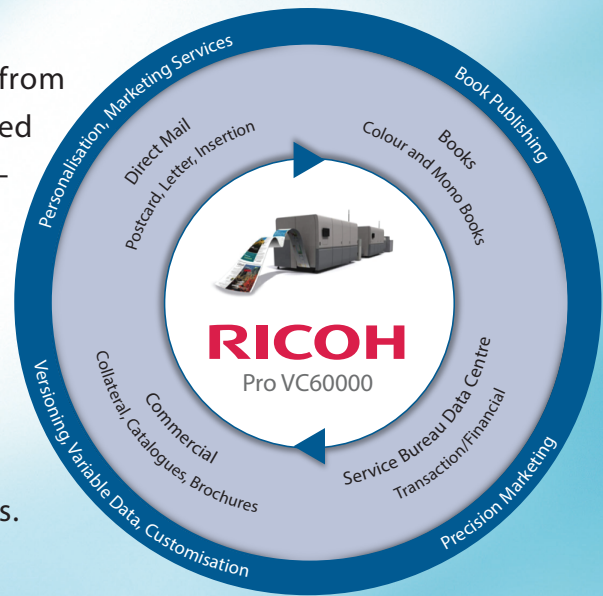 from
ed
–
s.
Personalisation, Marketing Services
Book Publishing
Direct Mail
Postcard, Letter, Insertion
Books
Colour and Mono Books
RICOH
Pro VC60000
Versioning, Variable Data, Customisation
Commercial
Collateral, Catalogues, Brochures
Service Bureau Data Centre
Transaction/Financial
Precision Marketing